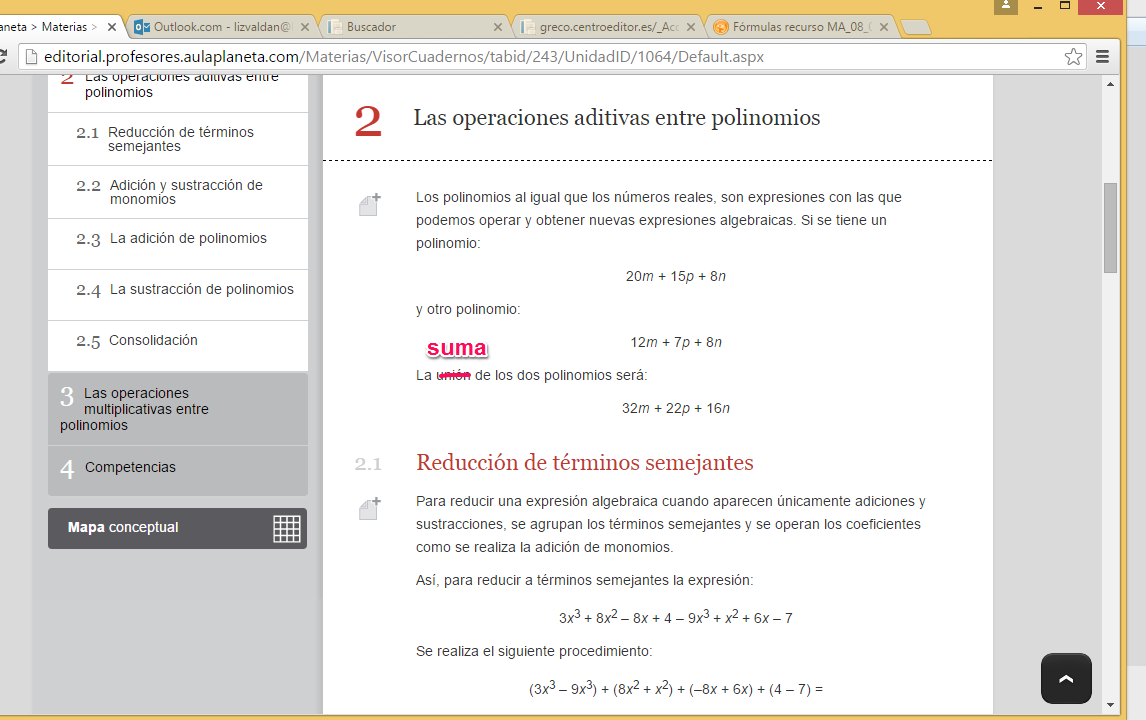 aneta > Materias >
Outlook.com - lizvaldan@
Buscador
greco.centroeditor.es/_Acc
Fórmulas recurso MA_08_
editorial.profesores.aulaplaneta.com/Materias/VisorCuadernos/tabid/243/UnidadID/1064/Default.aspx
2 Las operaciones aditivas entre
polinomios
2.1 Reducción de términos
semejantes
2.2 Adición y sustracción de
monomios
2.3 La adición de polinomios
2.4 La sustracción de polinomios
2.5 Consolidación
3 Las operaciones
multiplicativas entre
polinomios
4 Competencias
Mapa conceptual
2 Las operaciones aditivas entre polinomios
Los polinomios al igual que los números reales, son expresiones con las que
podemos operar y obtener nuevas expresiones algebraicas. Si se tiene un
polinomio:
20m + 15p + 8n
y otro polinomio:
12m + 7p + 8n
suma
La unión de los dos polinomios será:
32m + 22p + 16n
2.1 Reducción de términos semejantes
Para reducir una expresión algebraica cuando aparecen únicamente adiciones y
sustracciones, se agrupan los términos semejantes y se operan los coeficientes
como se realiza la adición de monomios.
Así, para reducir a términos semejantes la expresión:
3x³ + 8x² – 8x + 4 – 9x³ + x² + 6x – 7
Se realiza el siguiente procedimiento:
(3x³ – 9x³) + (8x² + x²) + (–8x + 6x) + (4 – 7) =